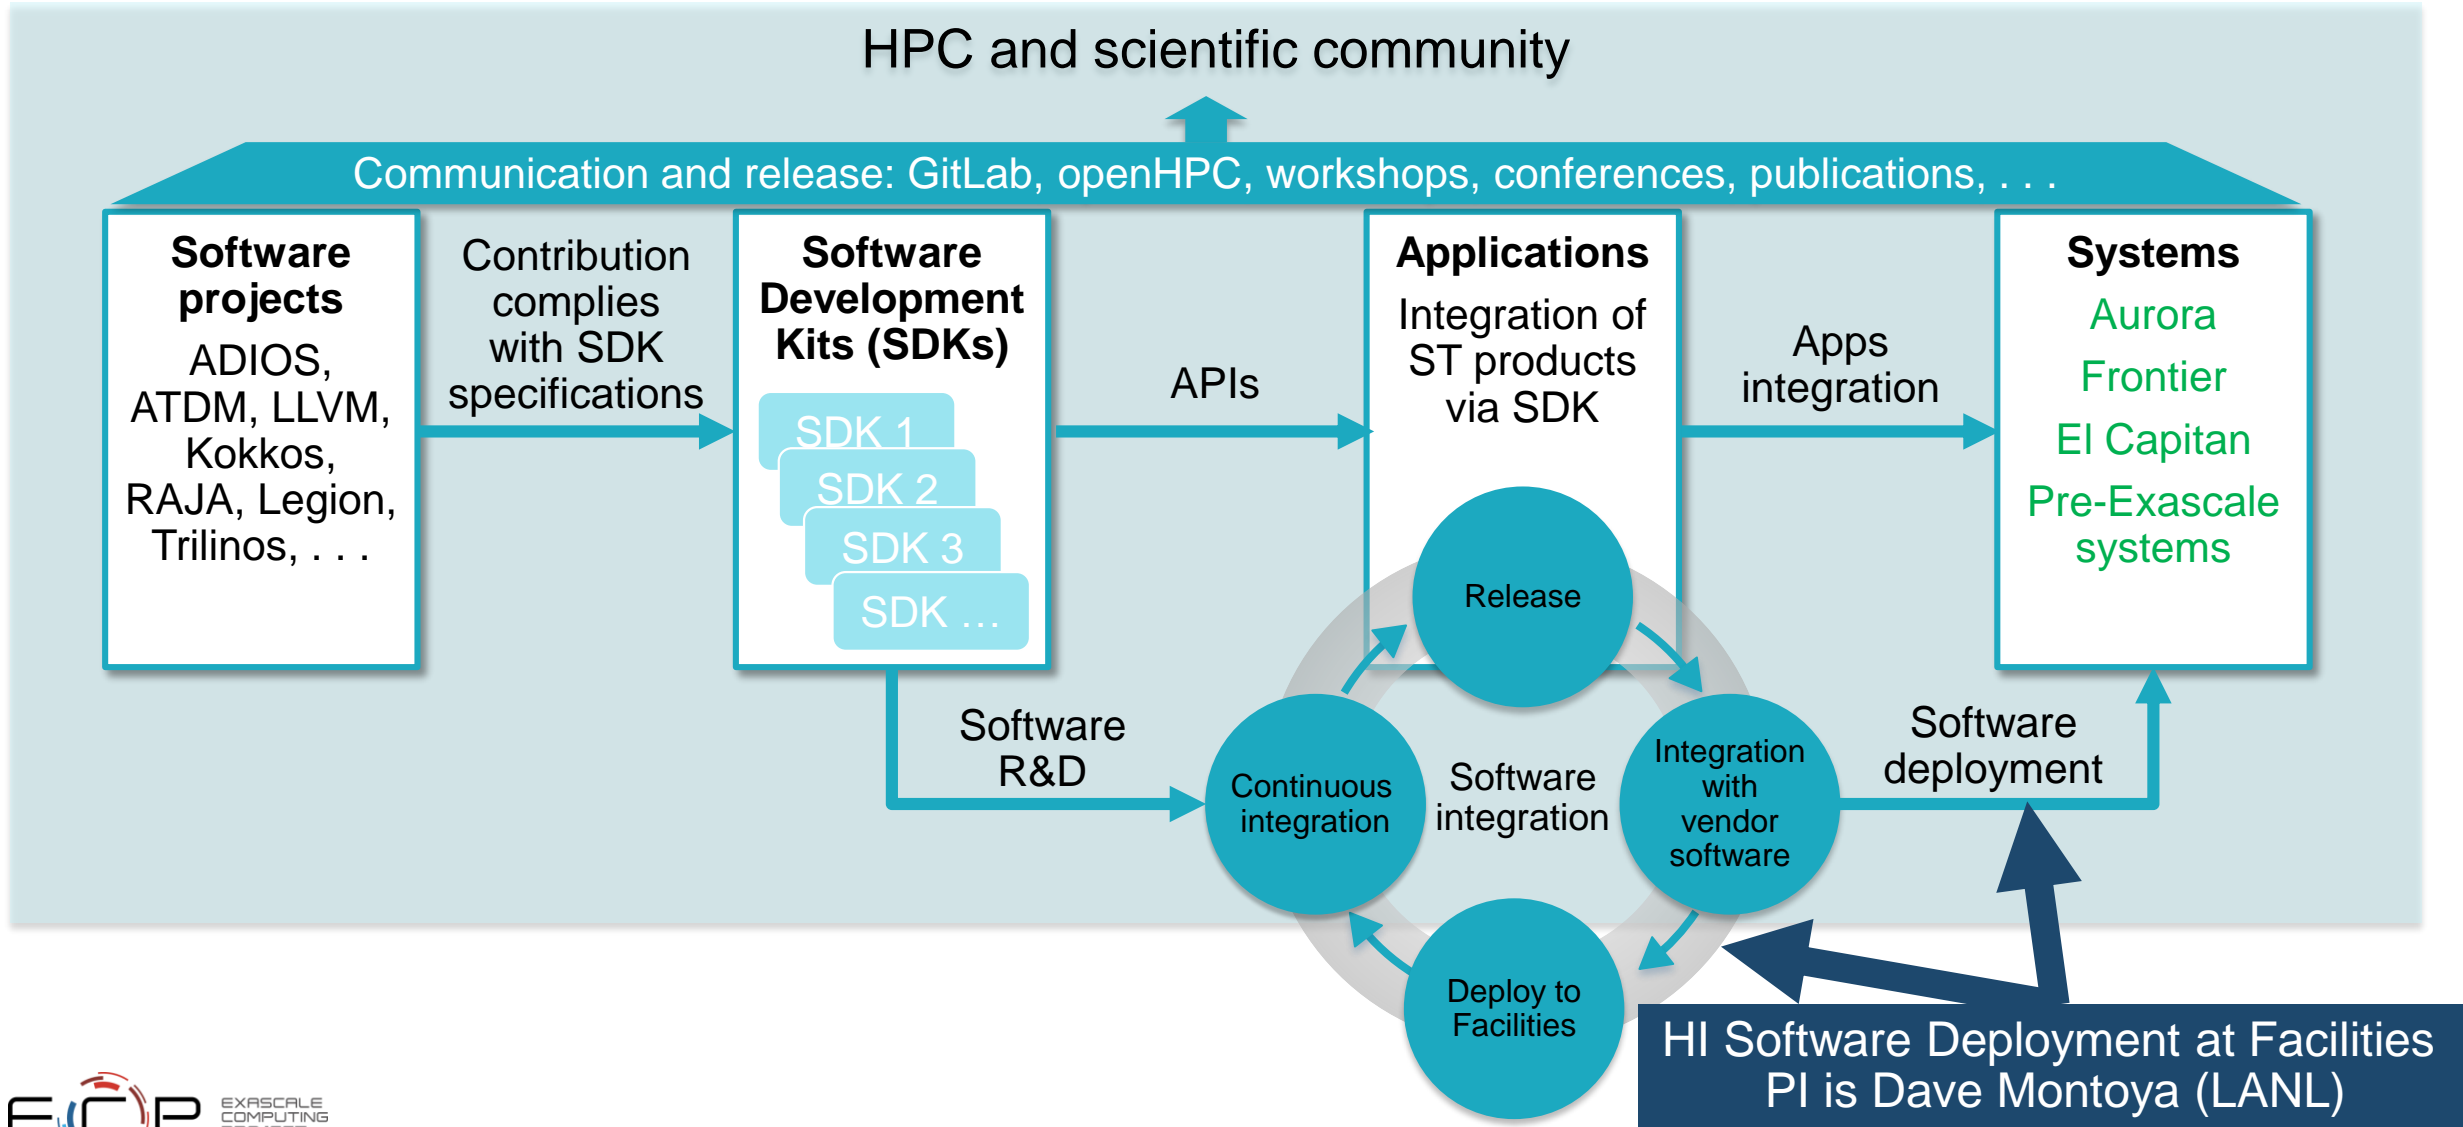 HPC and scientific community
Communication and release: GitLab, openHPC, workshops, conferences, publications, . . .
Software
projects
ADIOS,
ATDM, LLVM,
Kokkos,
RAJA, Legion,
Trilinos, . . .
Contribution
complies
with SDK
specifications
Software
Development
Kits (SDKs)
SDK 1
SDK 2
SDK 3
SDK …
APIs
Applications
Integration of
ST products
via SDK
Apps
integration
Systems
Aurora
Frontier
El Capitan
Pre-Exascale
systems
Software
R&D
Release
Continuous
integration
Software
integration
Integration
with
vendor
software
Deploy to
Facilities
Software
deployment
HI Software Deployment at Facilities
PI is Dave Montoya (LANL)
ECP
EXASCALE
COMPUTING